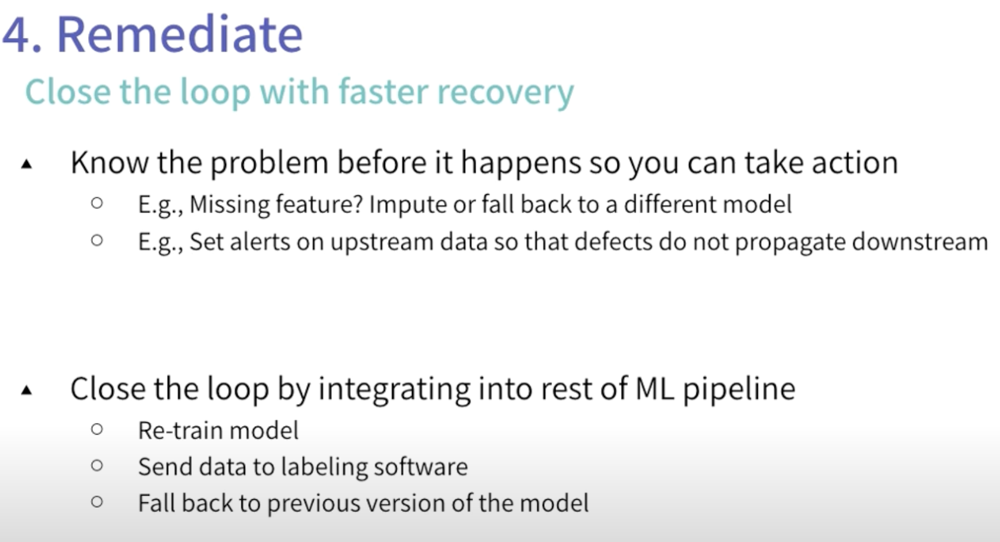 4. Remediate
Close the loop with faster recovery
▲ Know the problem before it happens so you can take action
○ E.g., Missing feature? Impute or fall back to a different model
○ E.g., Set alerts on upstream data so that defects do not propagate downstream
▲ Close the loop by integrating into rest of ML pipeline
○ Re-train model
○ Send data to labeling software
○ Fall back to previous version of the model